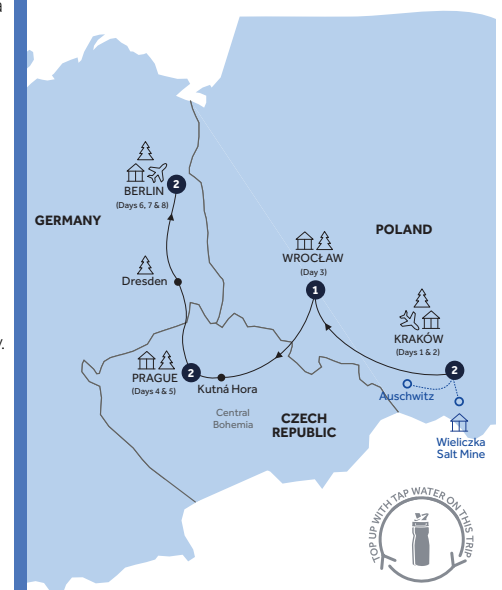 BERLIN
2
(Days 6, 7 & 8)
GERMANY
POLAND
WROCŁAW
(Day 3)
1
Dresden
KRAKÓW
(Days 1 & 2)
2
PRAGUE
2
(Days 4 & 5)
Kutná Hora
Auschwitz
Central
Bohemia
CZECH
REPUBLIC
Wieliczka
Salt Mine
TOP UP WITH TAP WATER ON THIS TRIP